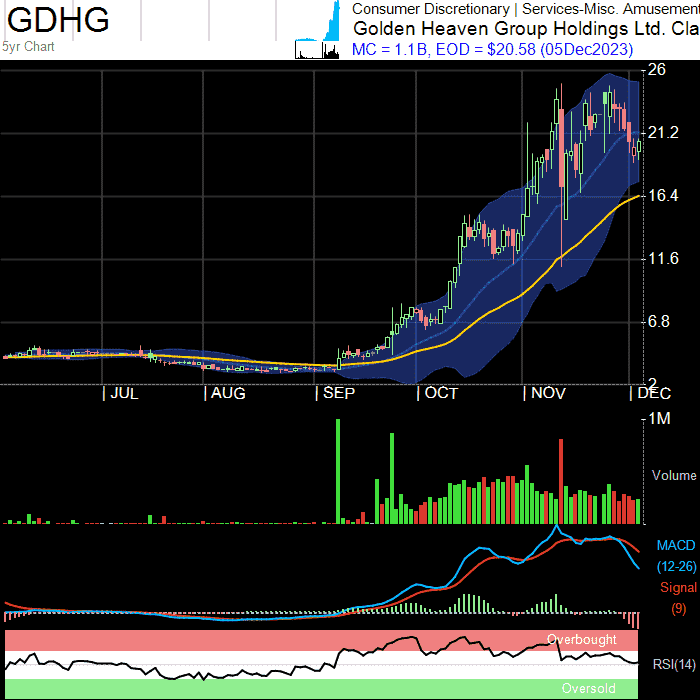 GDHG
5yr Chart
Consumer Discretionary | Services-Misc. Amusement
Golden Heaven Group Holdings Ltd. Cla
MC = 1.1B, EOD = $20.58 (05Dec2023)
26
21.2
16.4
11.6
6.8
2
JUL AUG SEP OCT NOV DEC
1M
Volume
MACD
(12-26)
Signal
(9)
Overbought
RSI(14)
Oversold